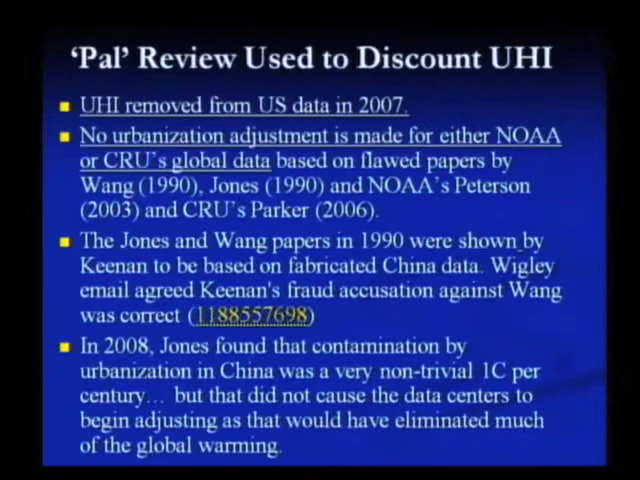 ‘Pal’ Review Used to Discount UHI
UHI removed from US data in 2007.
No urbanization adjustment is made for either NOAA
or CRU’s global data based on flawed papers by
Wang (1990), Jones (1990) and NOAA’s Peterson
(2003) and CRU’s Parker (2006).
The Jones and Wang papers in 1990 were shown by
Keenan to be based on fabricated China data. Wigley
email agreed Keenan's fraud accusation against Wang
was correct (1188557698)
In 2008, Jones found that contamination by
urbanization in China was a very non-trivial 1C per
century… but that did not cause the data centers to
begin adjusting as that would have eliminated much
of the global warming.